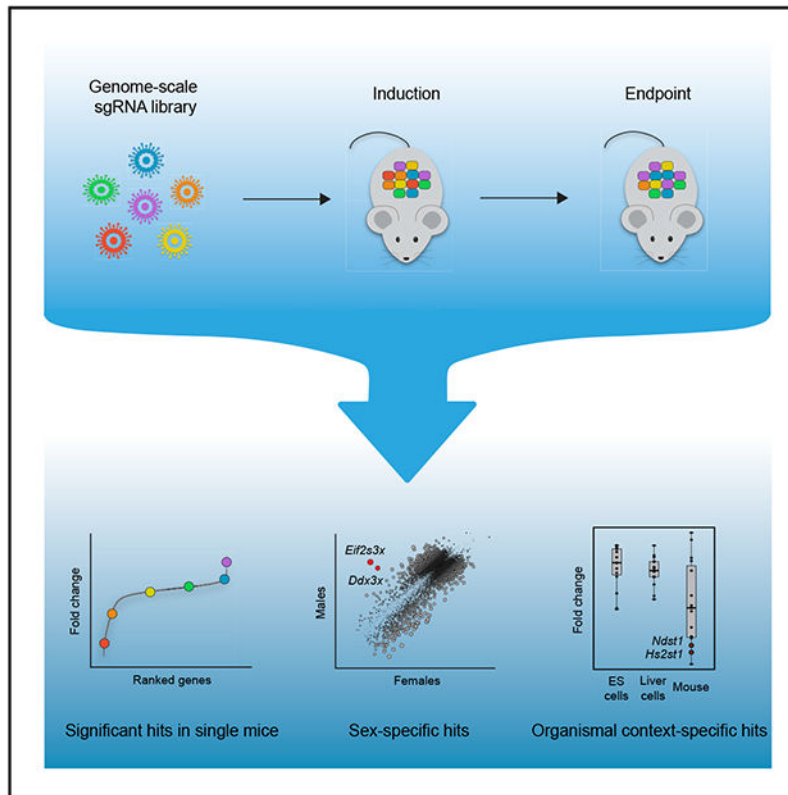 Genome-scale
sgRNA library
Induction
Endpoint
Fold change
Ranked genes
Significant hits in single mice
Males
Eif2s3x
Ddx3x
Females
Sex-specific hits
Fold change
Ndst1
Hs2st1
ES
cells
Liver
cells
Mouse
Organismal context-specific hits